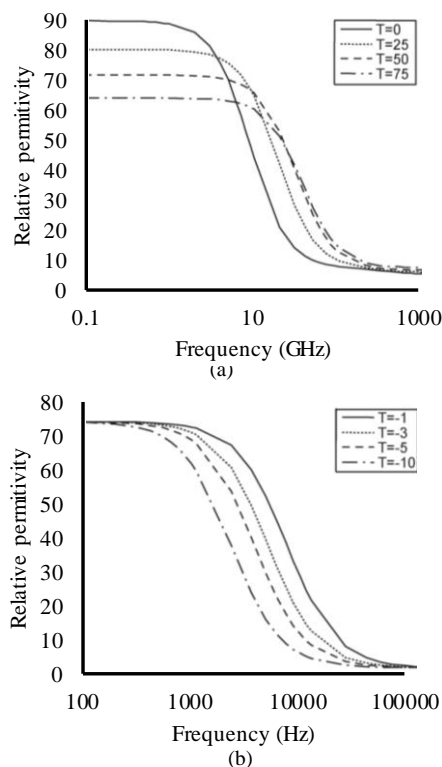 90
80
70
60
50
40
30
20
10
0
Relative permitivity
T=0
T=25
T=50
T=75
0.1 10 1000
Frequency (GHz)
(a)
80
70
60
50
40
30
20
10
0
Relative permitivity
T=-1
T=-3
T=-5
T=-10
100 1000 10000 100000
Frequency (Hz)
(b)